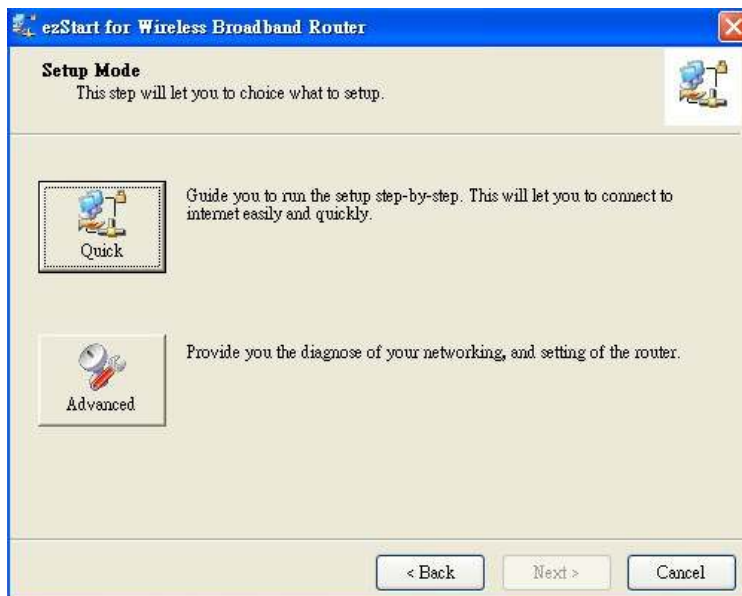 ezStart for Wireless Broadband Router
Setup Mode
This step will let you to choice what to setup.
Quick
Guide you to run the setup step-by-step. This will let you to connect to
internet easily and quickly.
Advanced
Provide you the diagnose of your networking, and setting of the router.
< Back
Next >
Cancel